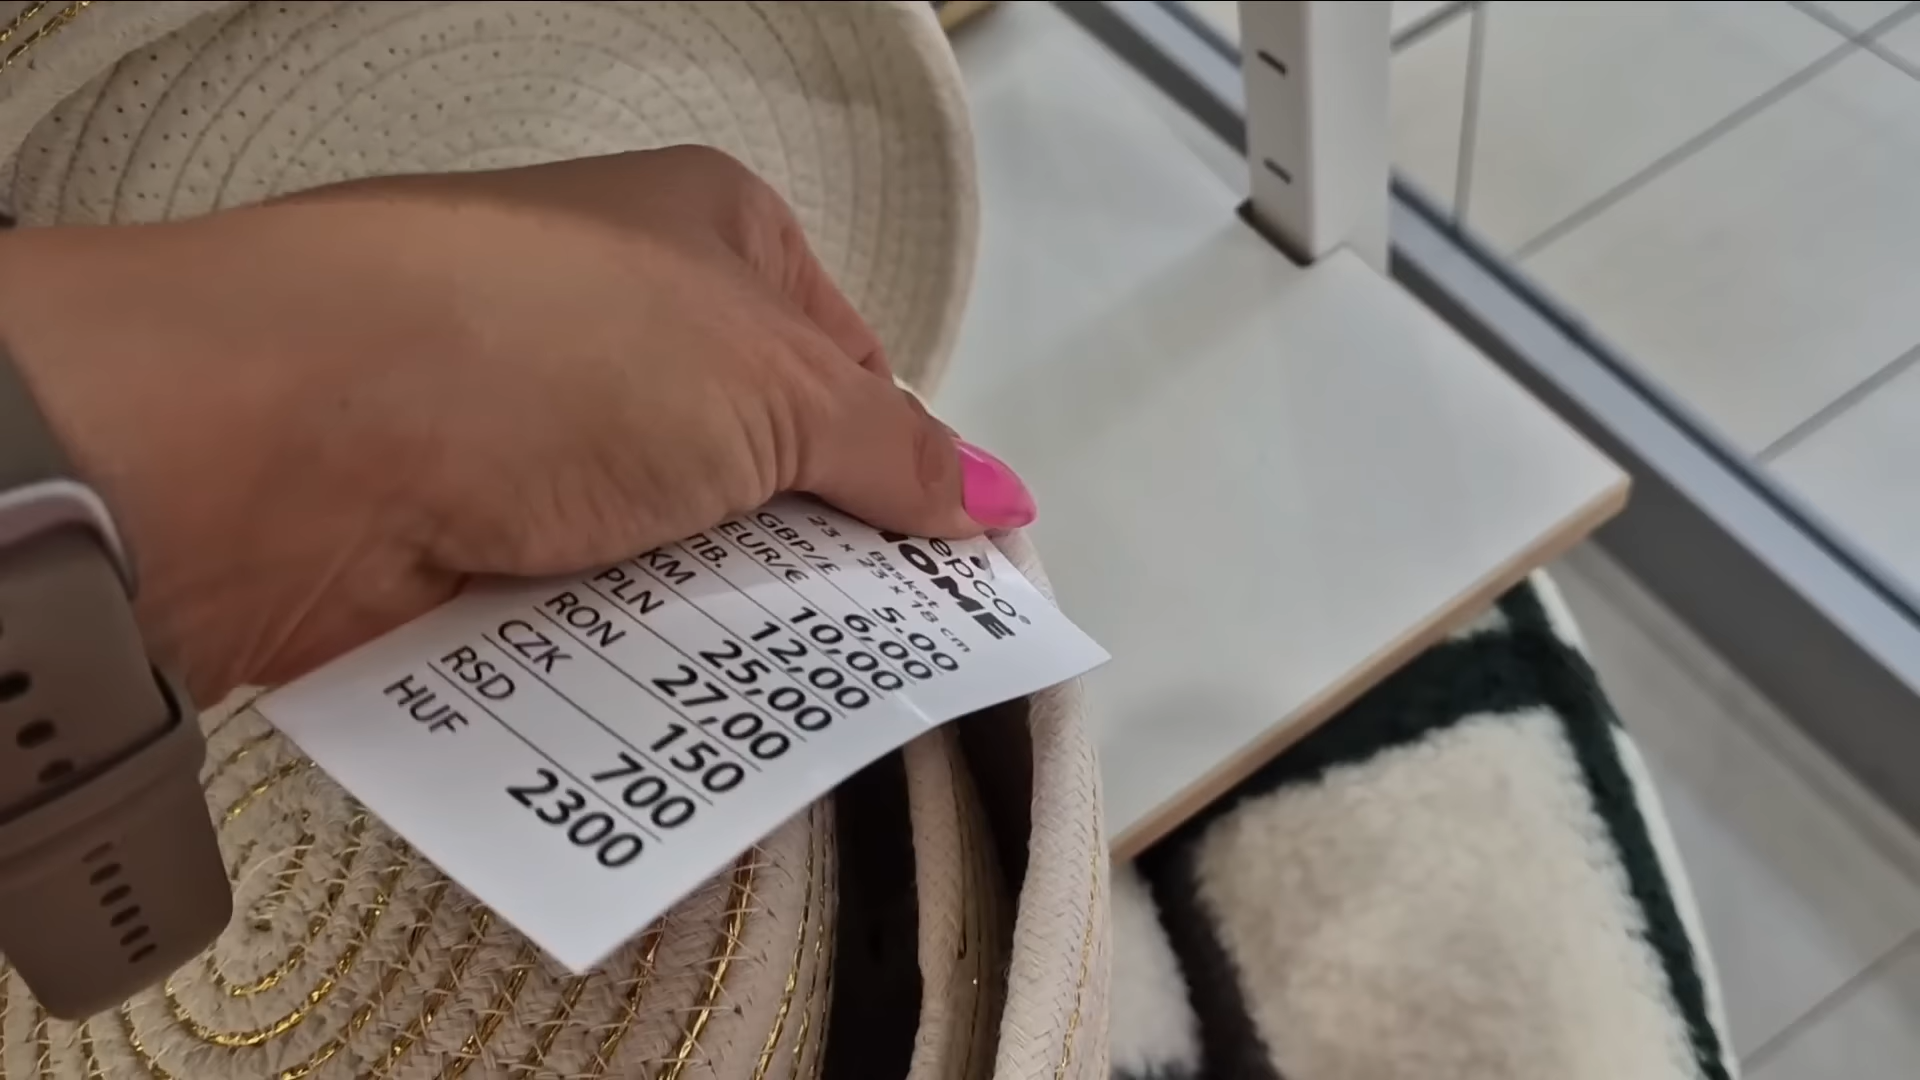 epco®
HOME
Basket
23 x 23 x 18 cm
GBP/£ 5.00
EUR/€ 6,00
ЛВ. 10,00
KM 12,00
PLN 25,00
RON 27,00
CZK 150
RSD 700
HUF 2300